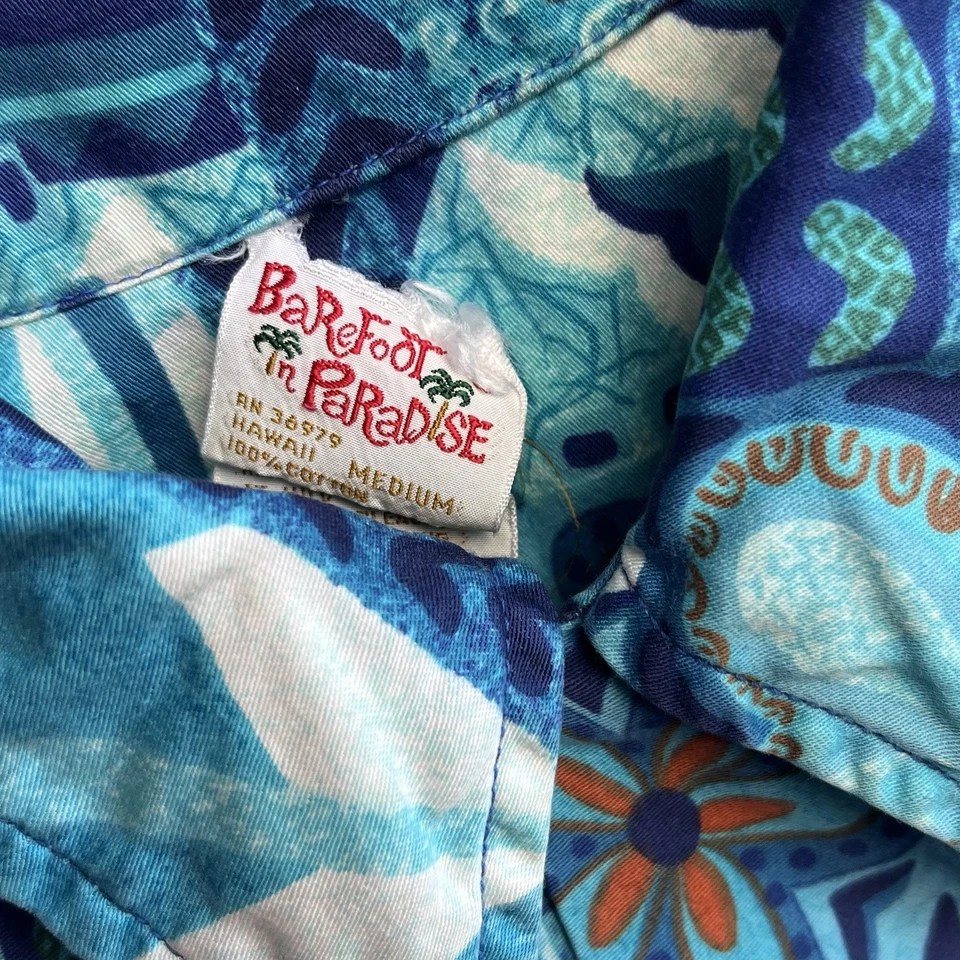 BaReFooT
in PaRaDiSE
RN 36979
HAWAII MEDIUM
100% COTTON